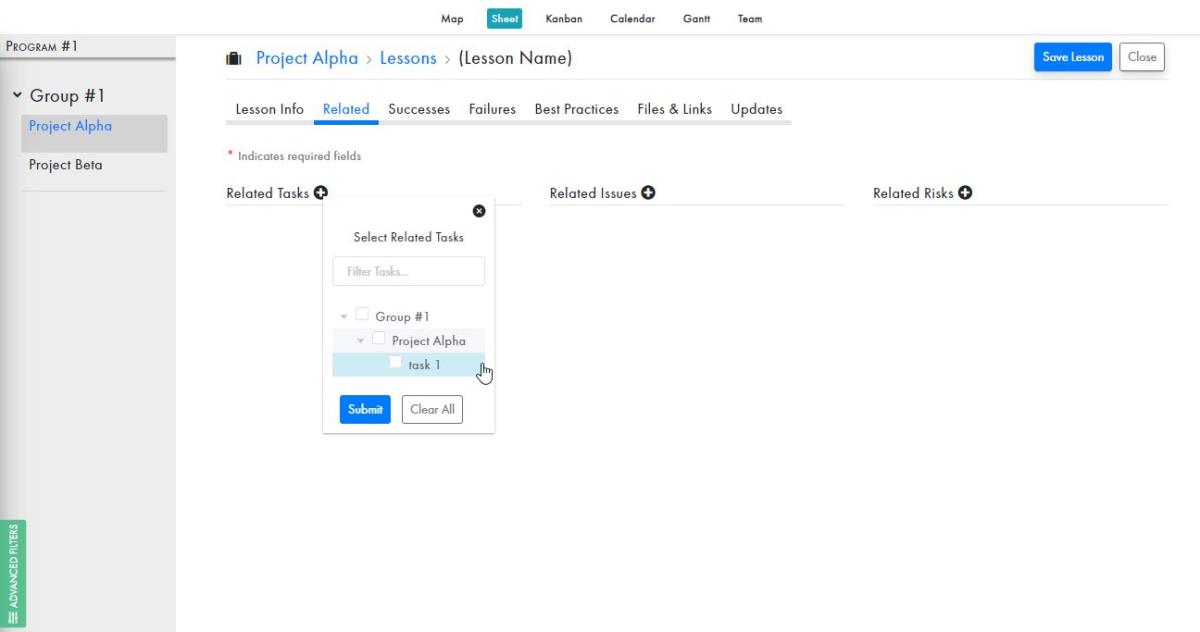 Map Sheet Kanban Calendar Gantt Team
PROGRAM #1
Group #1
Project Alpha
Project Beta
ADVANCED FILTERS
Project Alpha > Lessons > (Lesson Name)
Save Lesson Close
Lesson Info Related Successes Failures Best Practices Files & Links Updates
* Indicates required fields
Related Tasks Related Issues Related Risks
Select Related Tasks
Filter Tasks...
Group #1
Project Alpha
task 1
Submit Clear All